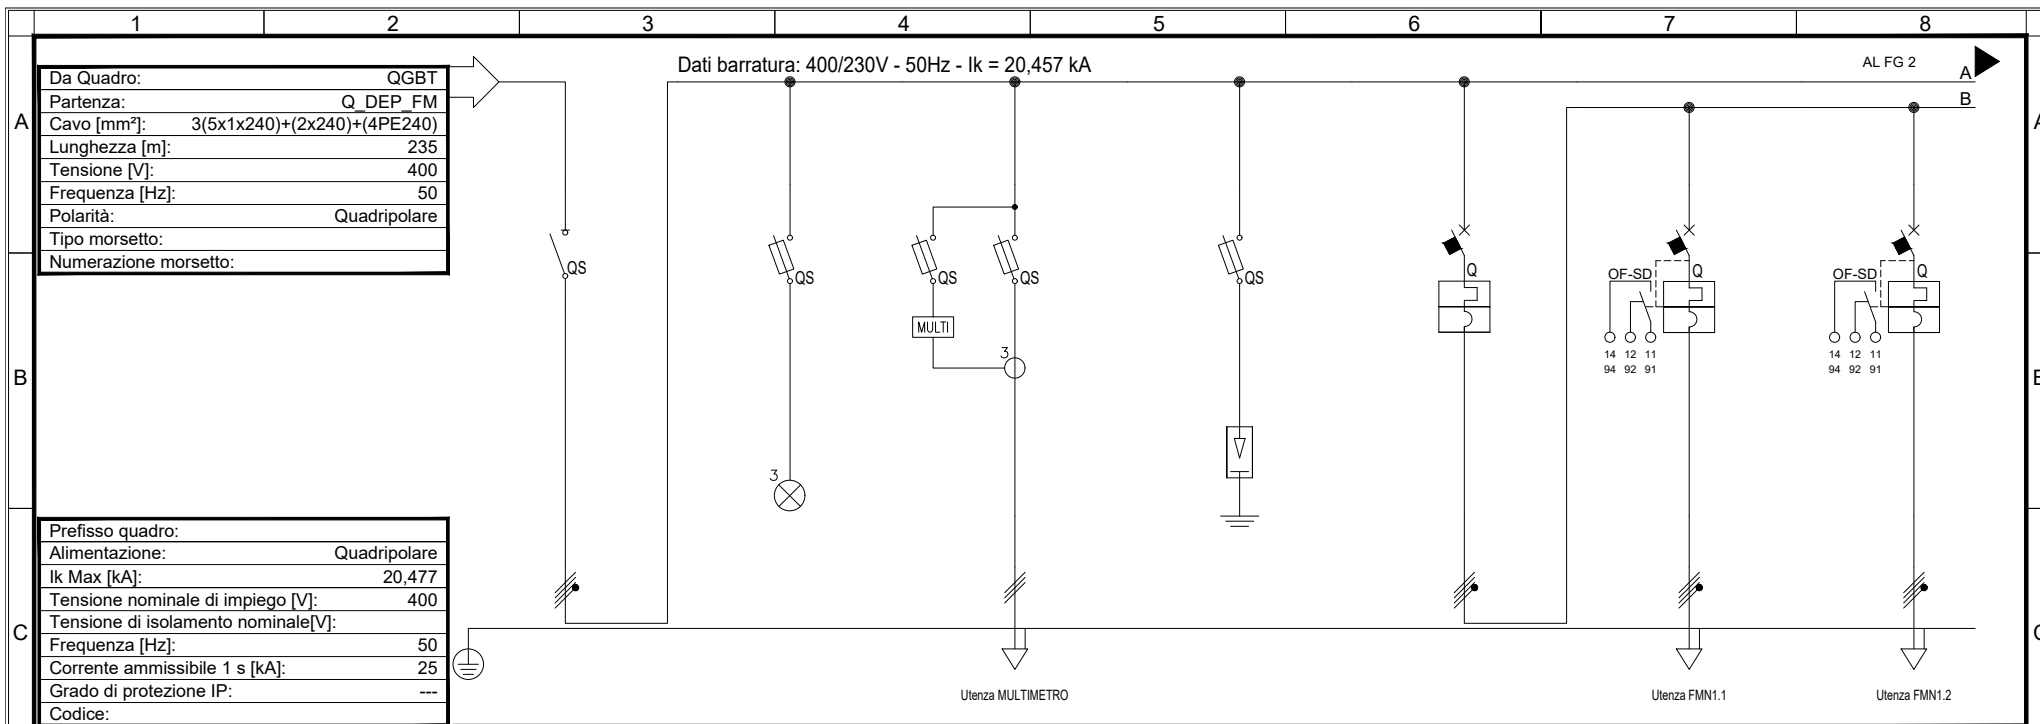 1 2 3 4 5 6 7 8
Dati barratura: 400/230V - 50Hz - Ik = 20,457 kA
AL FG 2
A
B
A
A
Da Quadro: QGBT
Partenza: Q_DEP_FM
Cavo [mm²]: 3(5x1x240)+(2x240)+(4PE240)
Lunghezza [m]: 235
Tensione [V]: 400
Frequenza [Hz]: 50
Polarità: Quadripolare
Tipo morsetto:
Numerazione morsetto:
QS
QS
QS
QS
QS
Q
OF-SD Q
OF-SD Q
MULTI
3
14 12 11
94 92 91
14 12 11
94 92 91
B
3
Prefisso quadro:
Alimentazione: Quadripolare
Ik Max [kA]: 20,477
Tensione nominale di impiego [V]: 400
Tensione di isolamento nominale[V]:
Frequenza [Hz]: 50
Corrente ammissibile 1 s [kA]: 25
Grado di protezione IP: ---
Codice:
C
Utenza MULTIMETRO
Utenza FMN1.1
Utenza FMN1.2